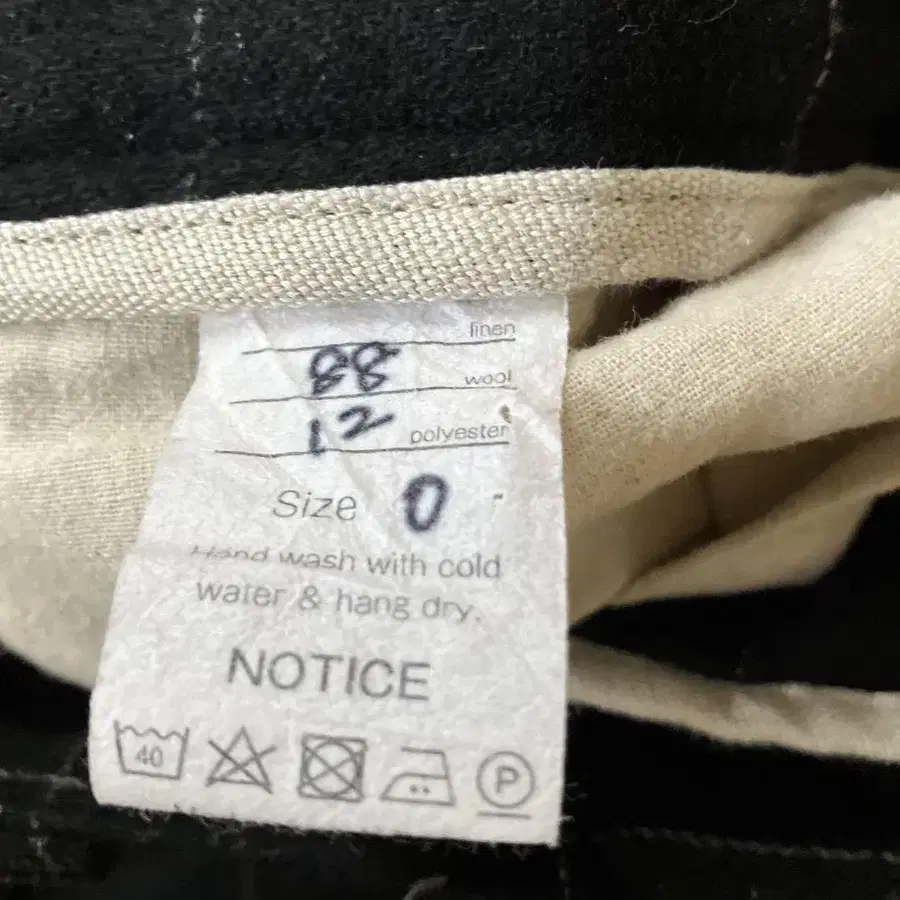 linen
88 wool
12 polyester
Size 0
Hand wash with cold
water & hang dry.
NOTICE
40
P